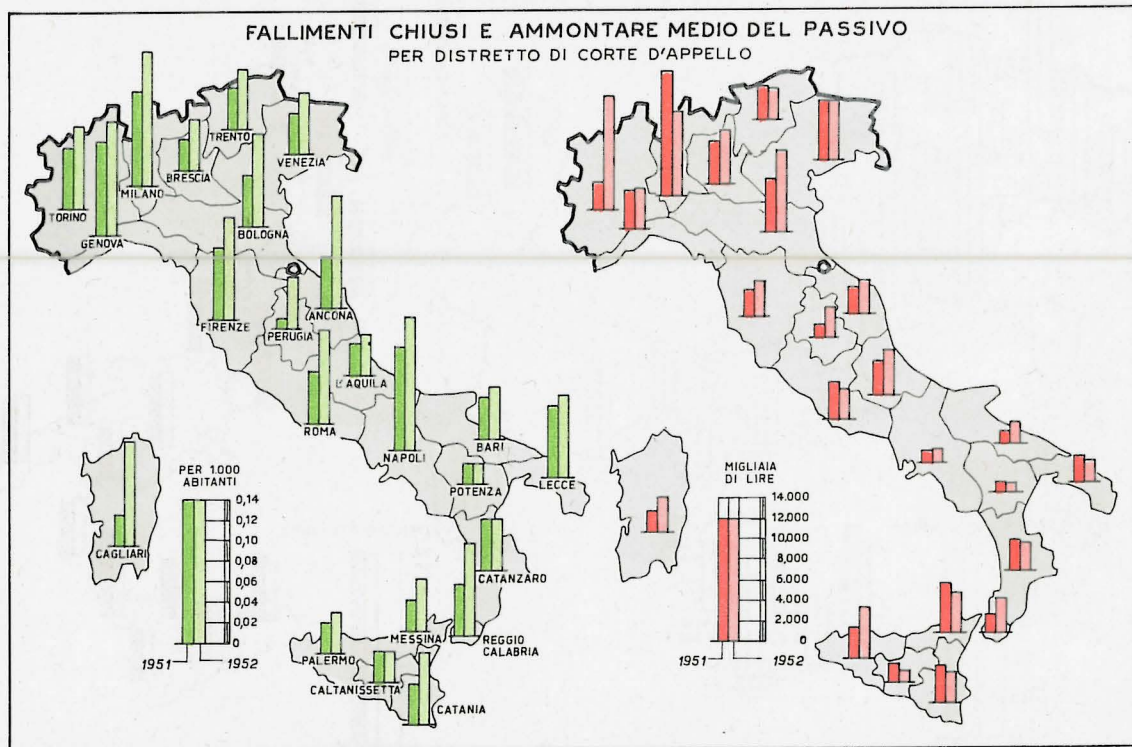 FALLIMENTI CHIUSI E AMMONTARE MEDIO DEL PASSIVO
PER DISTRETTO DI CORTE D'APPELLO
TRENTO
VENEZIA
BRESCIA
MILANO
TORINO
GENOVA
BOLOGNA
FIRENZE
PERUGIA
ANCONA
L'AQUILA
ROMA
NAPOLI
BARI
POTENZA
LECCE
CAGLIARI
CATANZARO
MESSINA
REGGIO
CALABRIA
PALERMO
CALTANISSETTA
CATANIA
PER 1.000
ABITANTI
0,14
0,12
0,10
0,08
0,06
0,04
0,02
0
1951
1952
MIGLIAIA
DI LIRE
14.000
12,000
10,000
8.000
6.000
4.000
2.000
0
1951
1952